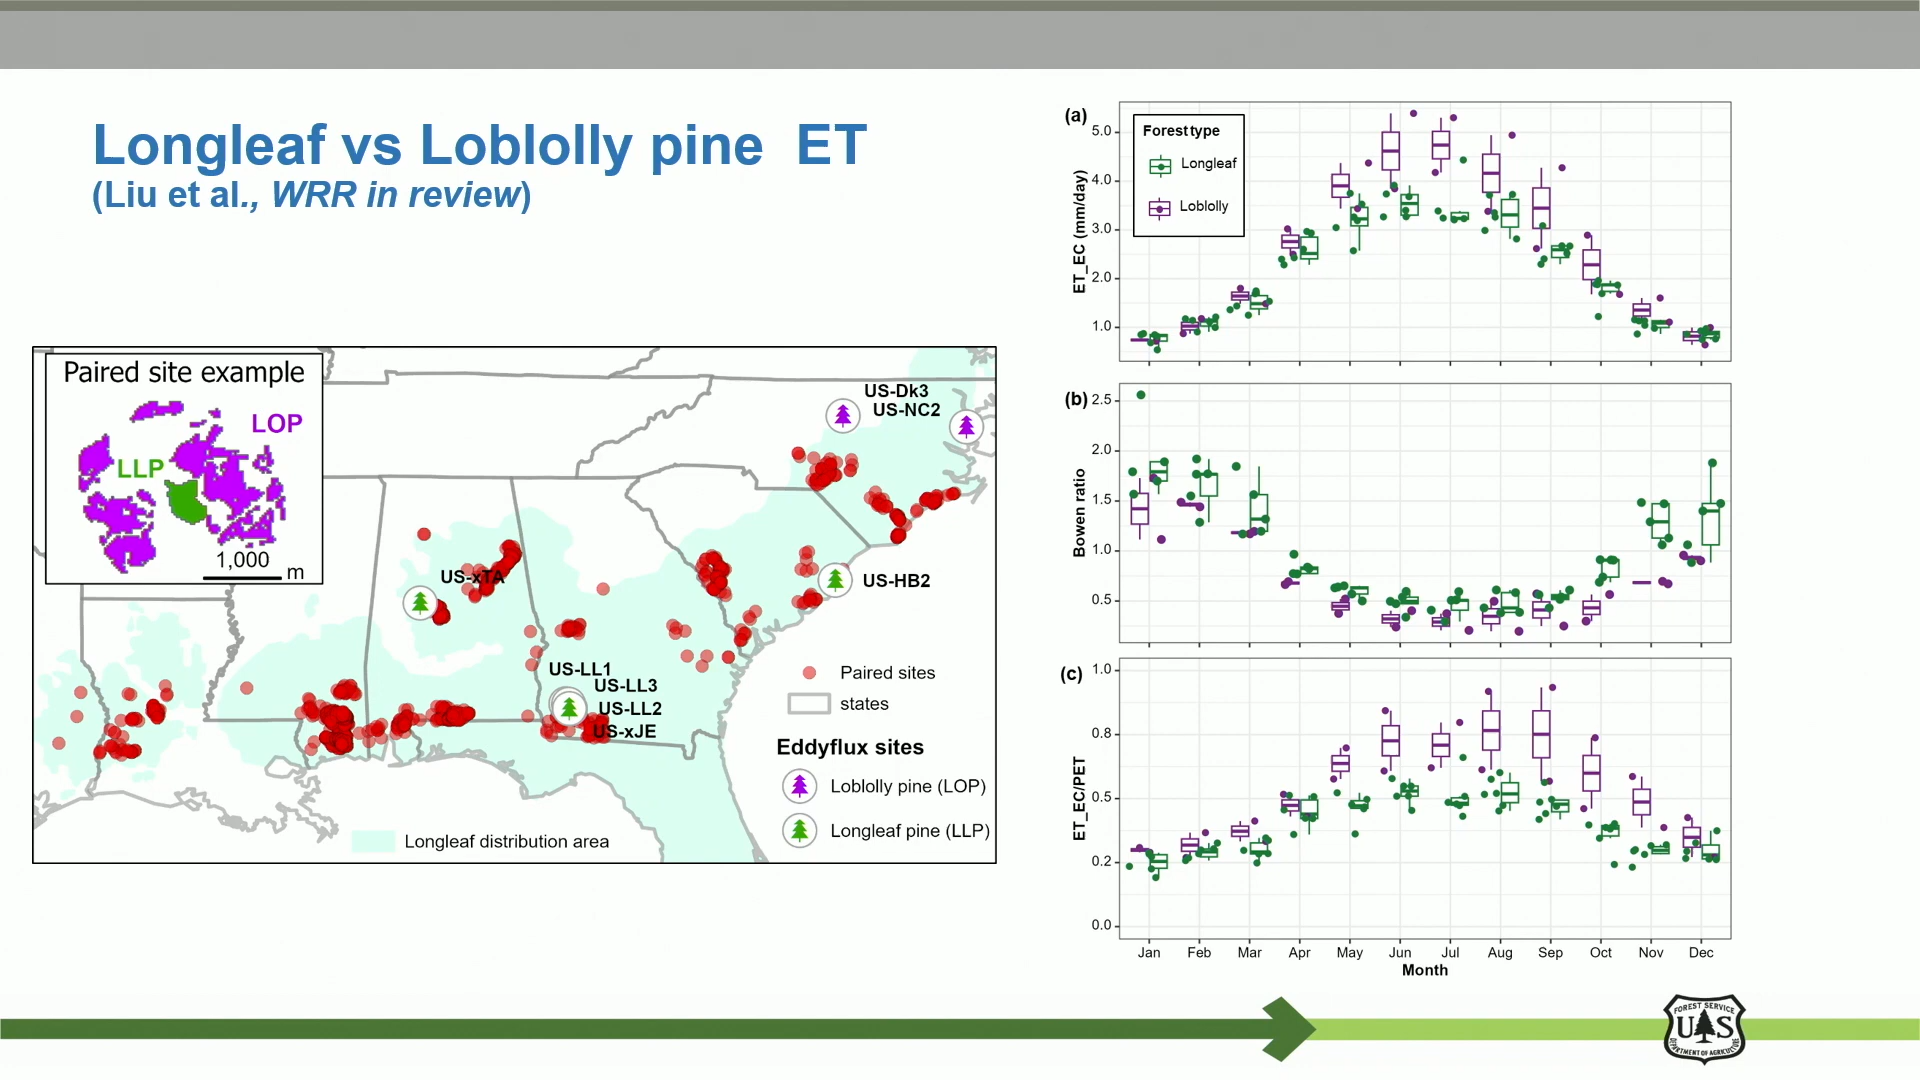 Longleaf vs Loblolly pine ET
(Liu et al., WRR in review)
Paired site example
LOP
LLP
1,000 m
US-Dk3
US-NC2
US-xTA
US-HB2
US-LL1
US-LL3
US-LL2
US-xJE
Paired sites
states
Eddyflux sites
Loblolly pine (LOP)
Longleaf pine (LLP)
Longleaf distribution area
(a)
Forest type
Longleaf
Loblolly
ET_EC (mm/day)
5.0
4.0
3.0
2.0
1.0
(b)
Bowen ratio
2.5
2.0
1.5
1.0
0.5
(c)
ET_EC/PET
1.0
0.8
0.5
0.2
0.0
Jan Feb Mar Apr May Jun Jul Aug Sep Oct Nov Dec
Month
FOREST SERVICE
U S
DEPARTMENT OF AGRICULTURE